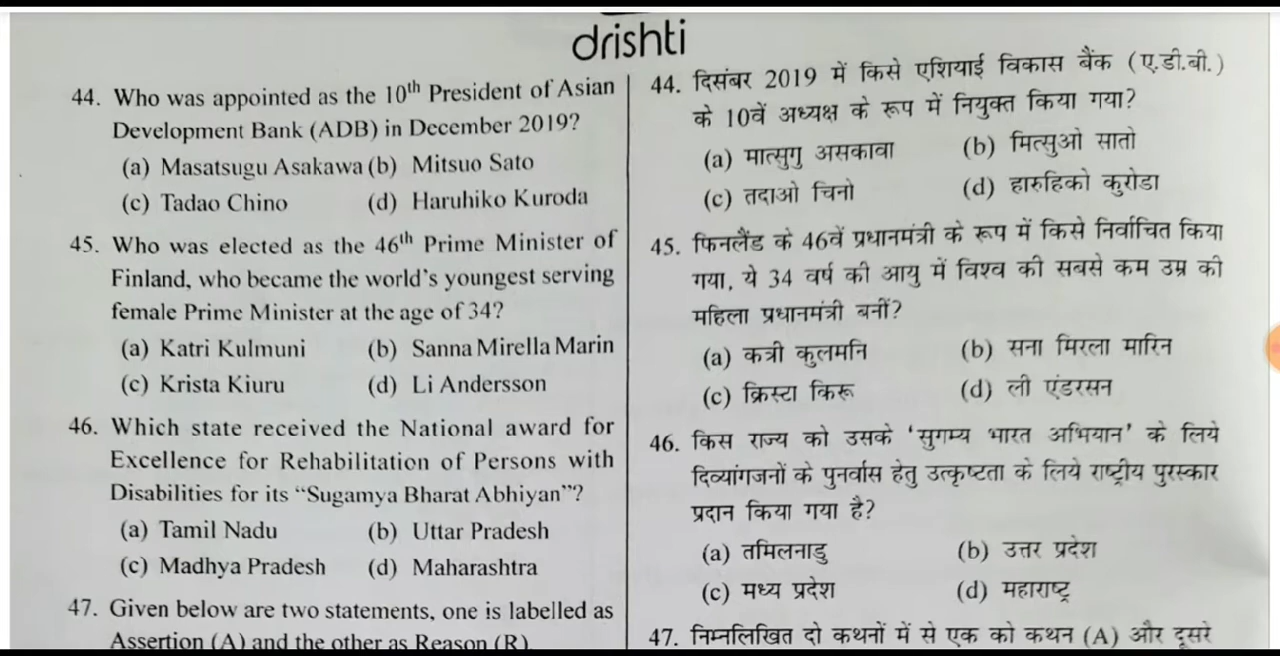 drishti
44. Who was appointed as the 10th President of Asian
Development Bank (ADB) in December 2019?
(a) Masatsugu Asakawa (b) Mitsuo Sato
(c) Tadao Chino (d) Haruhiko Kuroda
45. Who was elected as the 46th Prime Minister of
Finland, who became the world's youngest serving
female Prime Minister at the age of 34?
(a) Katri Kulmuni (b) Sanna Mirella Marin
(c) Krista Kiuru (d) Li Andersson
46. Which state received the National award for
Excellence for Rehabilitation of Persons with
Disabilities for its “Sugamya Bharat Abhiyan”?
(a) Tamil Nadu (b) Uttar Pradesh
(c) Madhya Pradesh (d) Maharashtra
47. Given below are two statements, one is labelled as
Assertion (A) and the other as Reason (R)
44. दिसंबर 2019 में किसे एशियाई विकास बैंक (ए.डी.बी.)
के 10वें अध्यक्ष के रूप में नियुक्त किया गया?
(a) मात्सुगु असकावा (b) मित्सुओ सातो
(c) तदाओ चिनो (d) हारुहिको कुरोडा
45. फिनलैंड के 46वें प्रधानमंत्री के रूप में किसे निर्वाचित किया
गया, ये 34 वर्ष की आयु में विश्व की सबसे कम उम्र की
महिला प्रधानमंत्री बनीं?
(a) कत्री कुलमनि (b) सना मिरला मारिन
(c) क्रिस्टा किरू (d) ली एंडरसन
46. किस राज्य को उसके ‘सुगम्य भारत अभियान’ के लिये
दिव्यांगजनों के पुनर्वास हेतु उत्कृष्टता के लिये राष्ट्रीय पुरस्कार
प्रदान किया गया है?
(a) तमिलनाडु (b) उत्तर प्रदेश
(c) मध्य प्रदेश (d) महाराष्ट्र
47. निम्नलिखित दो कथनों में से एक को कथन (A) और दूसरे